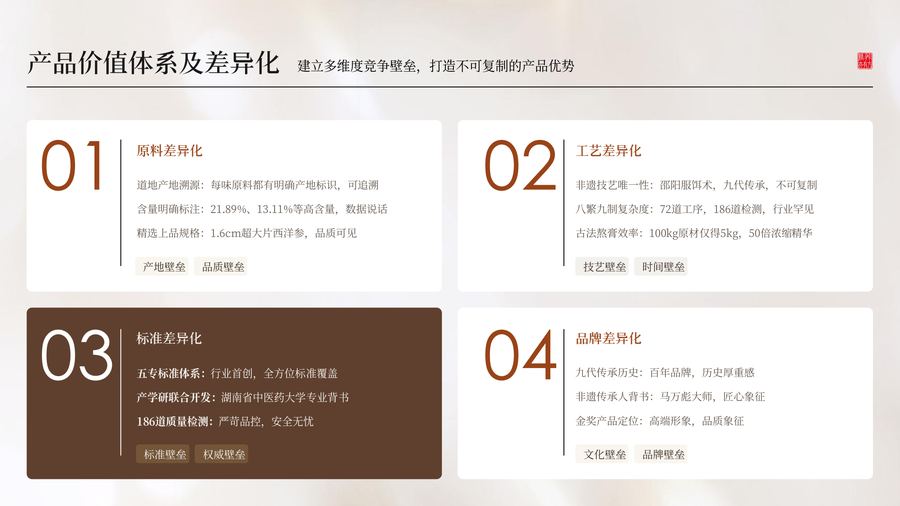 产品价值体系及差异化
建立多维度竞争壁垒，打造不可复制的产品优势
01
原料差异化
道地产地溯源：每味原料都有明确产地标识，可追溯
含量明确标注：21.89%、13.11%等高含量，数据说话
精选上品规格：1.6cm超大片西洋参，品质可见
产地壁垒
品质壁垒
02
工艺差异化
非遗技艺唯一性：邵阳服饵术，九代传承，不可复制
八繁九制复杂度：72道工序，186道检测，行业罕见
古法熬膏效率：100kg原材仅得5kg，50倍浓缩精华
技艺壁垒
时间壁垒
03
标准差异化
五专标准体系：行业首创，全方位标准覆盖
产学研联合开发：湖南省中医药大学专业背书
186道质量检测：严苛品控，安全无忧
标准壁垒
权威壁垒
04
品牌差异化
九代传承历史：百年品牌，历史厚重感
非遗传承人背书：马万彪大师，匠心象征
金奖产品定位：高端形象，品质象征
文化壁垒
品牌壁垒